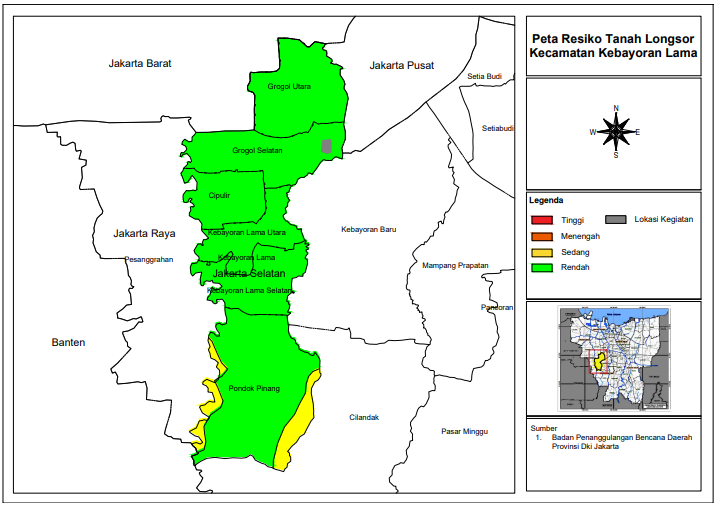 Peta Resiko Tanah Longsor
Kecamatan Kebayoran Lama
N
W
E
S
Legenda
Tinggi
Lokasi Kegiatan
Menengah
Sedang
Rendah
Sumber
1. Badan Penanggulangan Bencana Daerah
Provinsi Dki Jakarta
Jakarta Barat
Jakarta Pusat
Setia Budi
Grogol Utara
Setiabudi
Grogol Selatan
Cipulir
Jakarta Raya
Kebayoran Lama Utara
Kebayoran Baru
Pesanggrahan
Kebayoran Lama
Mampang Prapatan
Jakarta Selatan
Kebayoran Lama Selatan
Pancoran
Banten
Pondok Pinang
Cilandak
Pasar Minggu